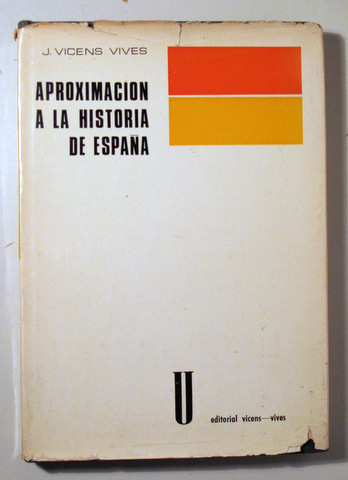 J. VICENS VIVES
APROXIMACION
A LA HISTORIA
DE ESPAÑA
U
editorial vicens—vives